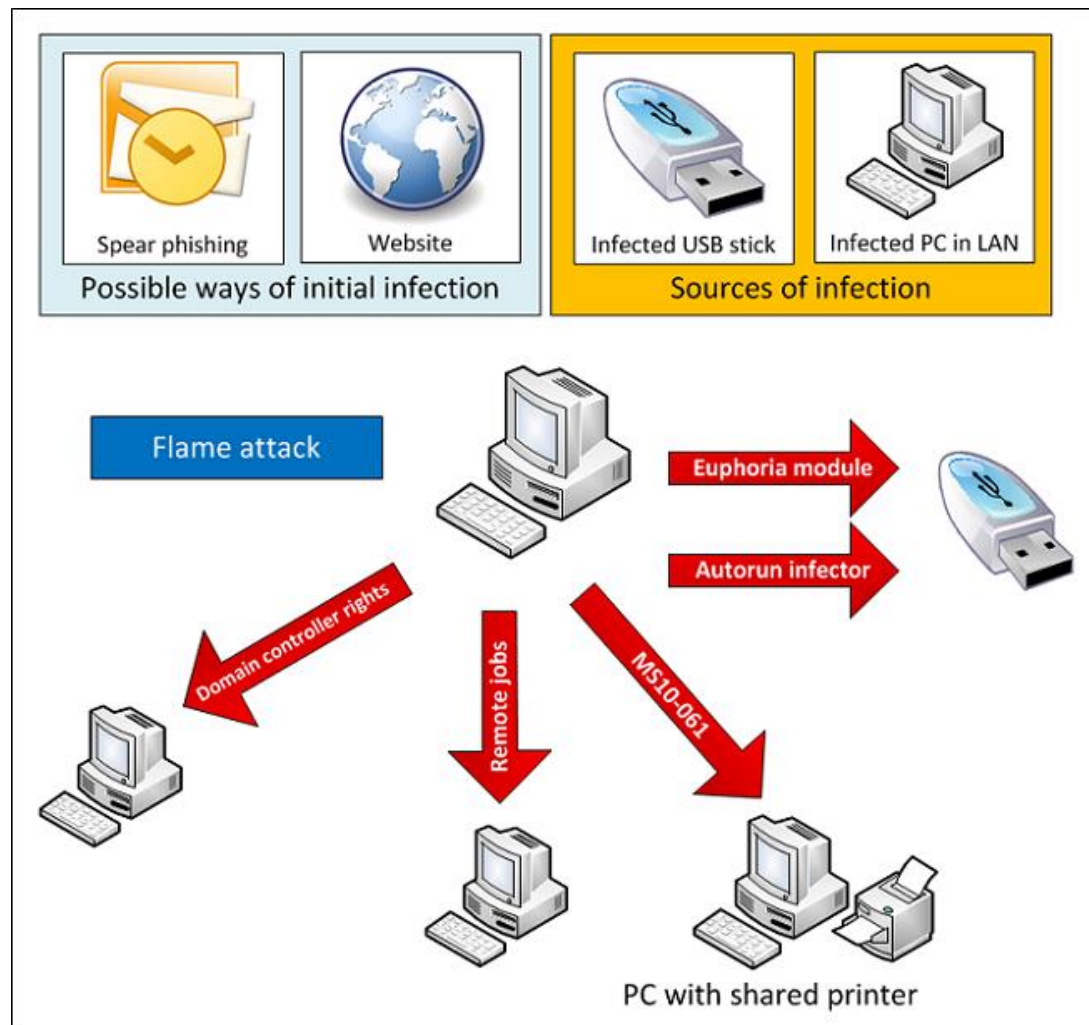 Spear phishing
Website
Possible ways of initial infection
Infected USB stick
Infected PC in LAN
Sources of infection
Flame attack
Euphoria module
Autorun infector
Domain controller rights
Remote jobs
MS10-061
PC with shared printer